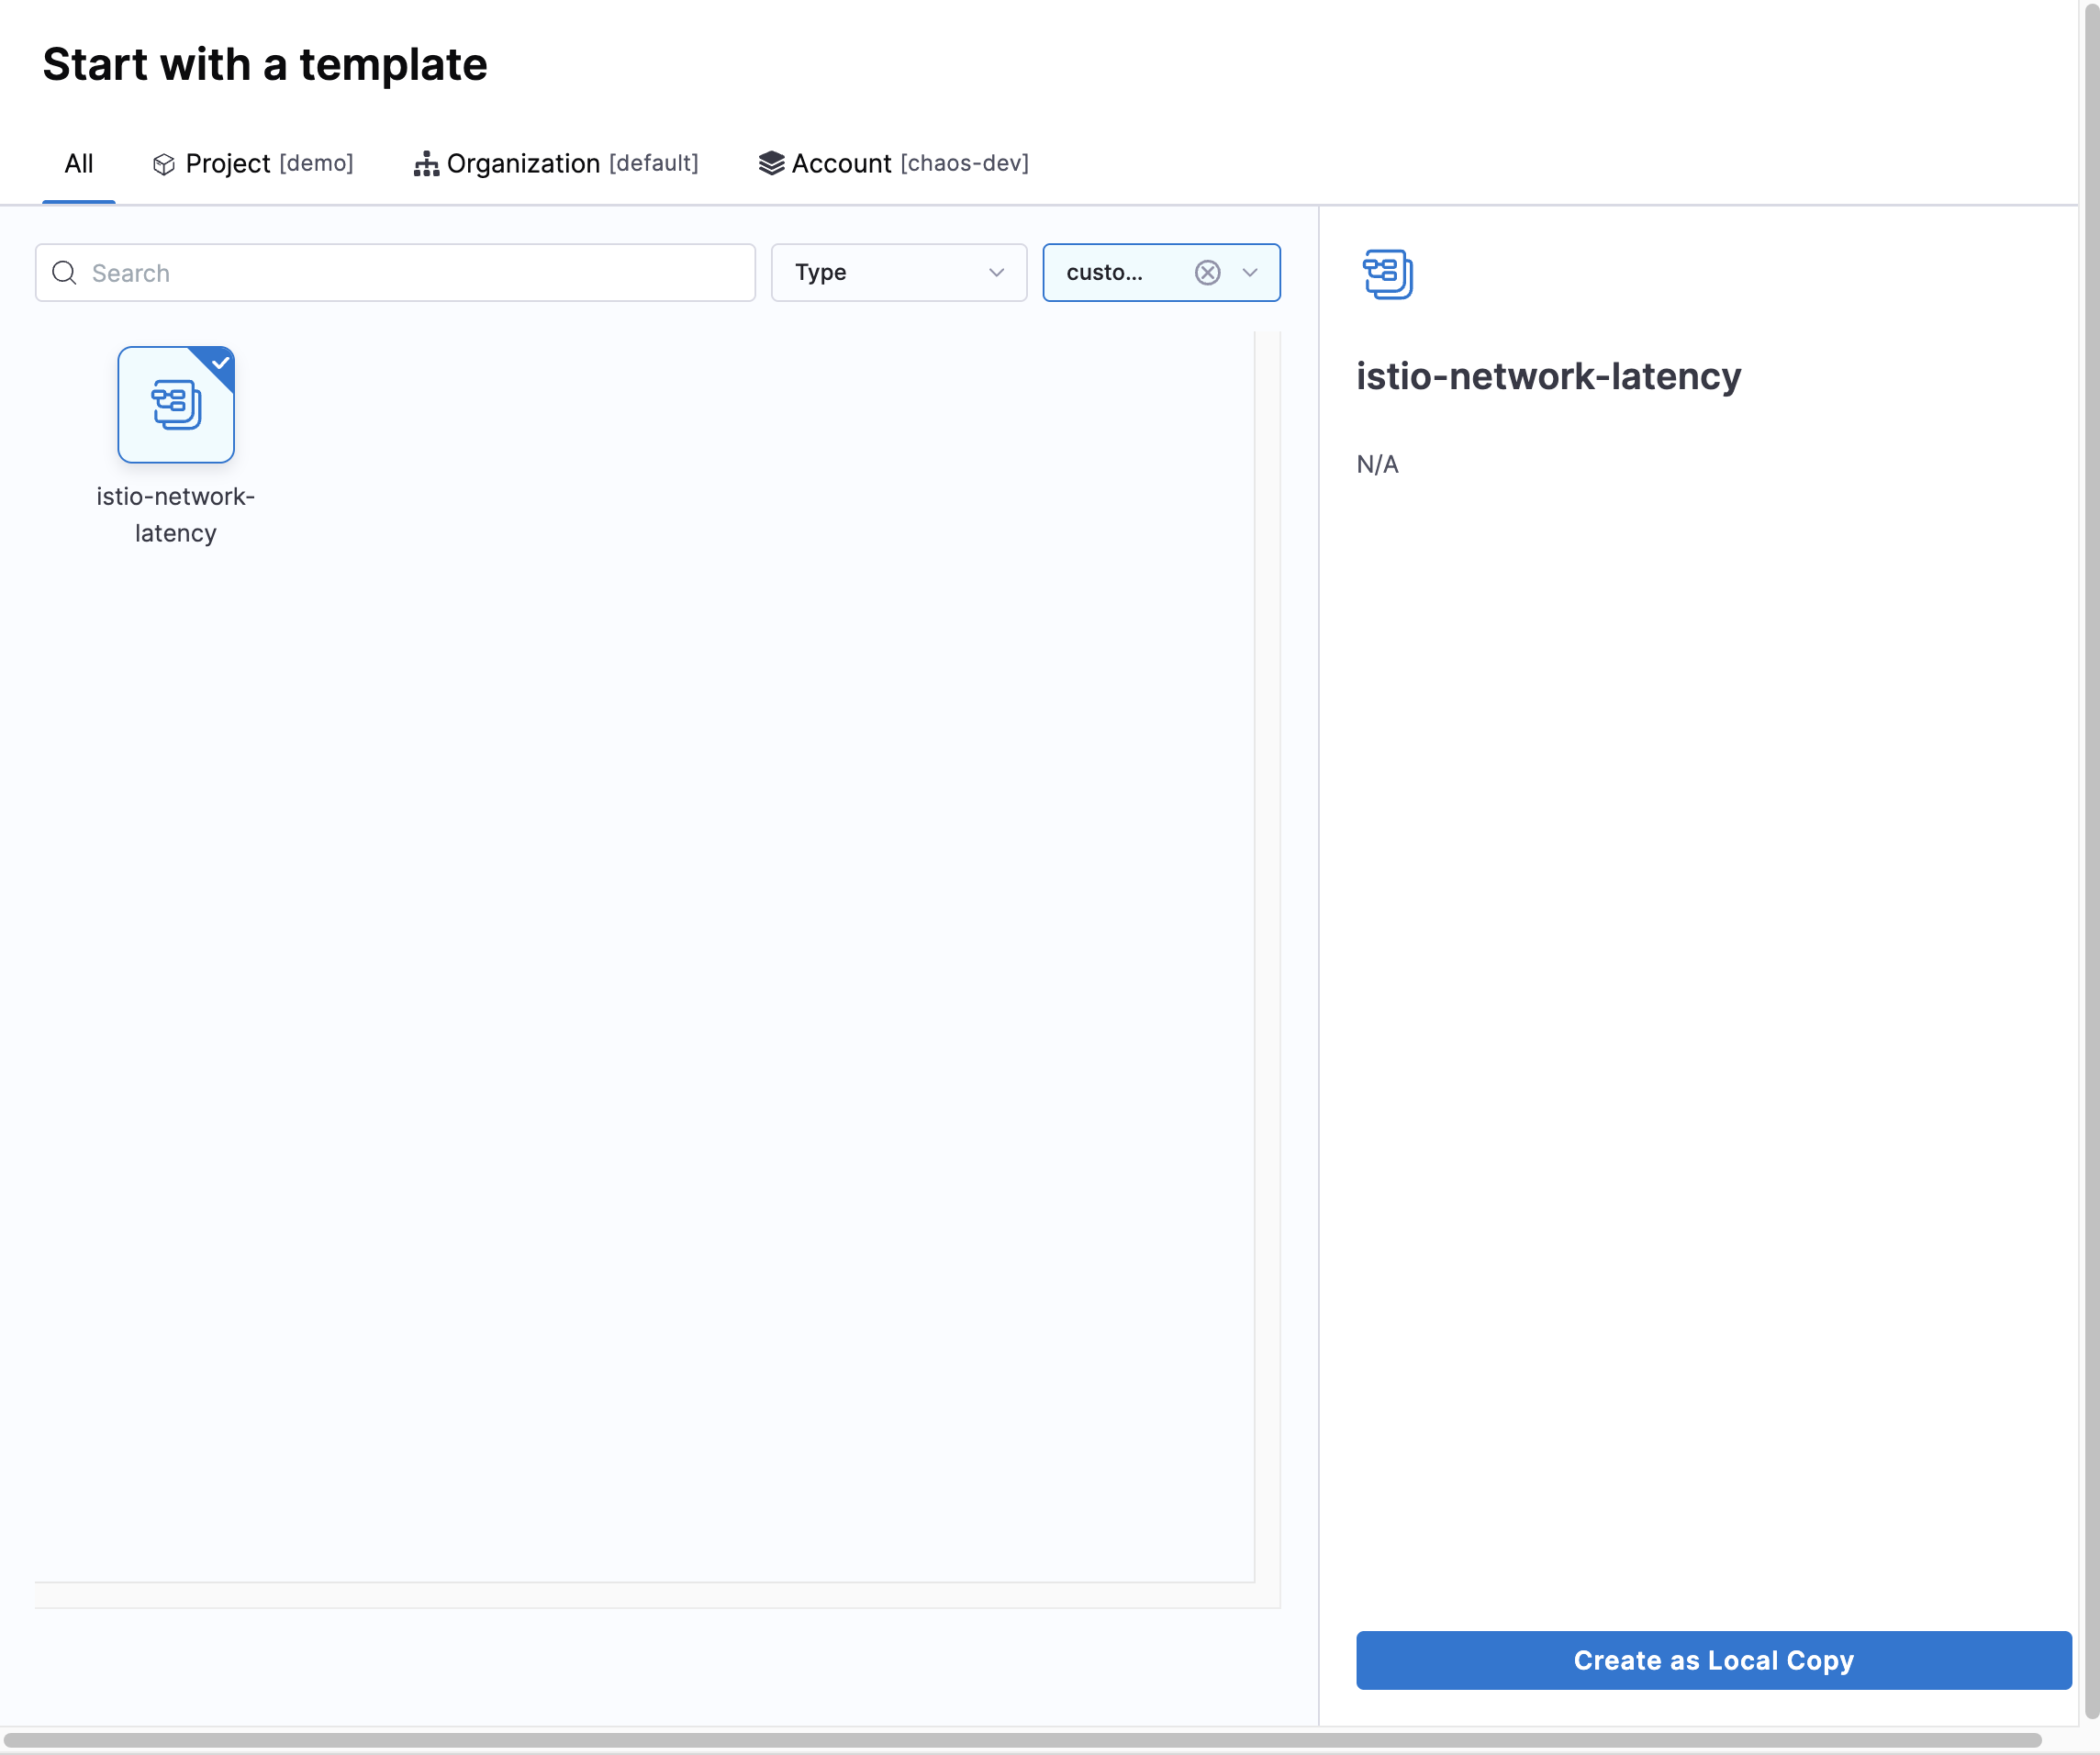 Start with a template
All
Project [demo]
Organization [default]
Account [chaos-dev]
Search
Type
custo...
istio-network-
latency
istio-network-latency
N/A
Create as Local Copy